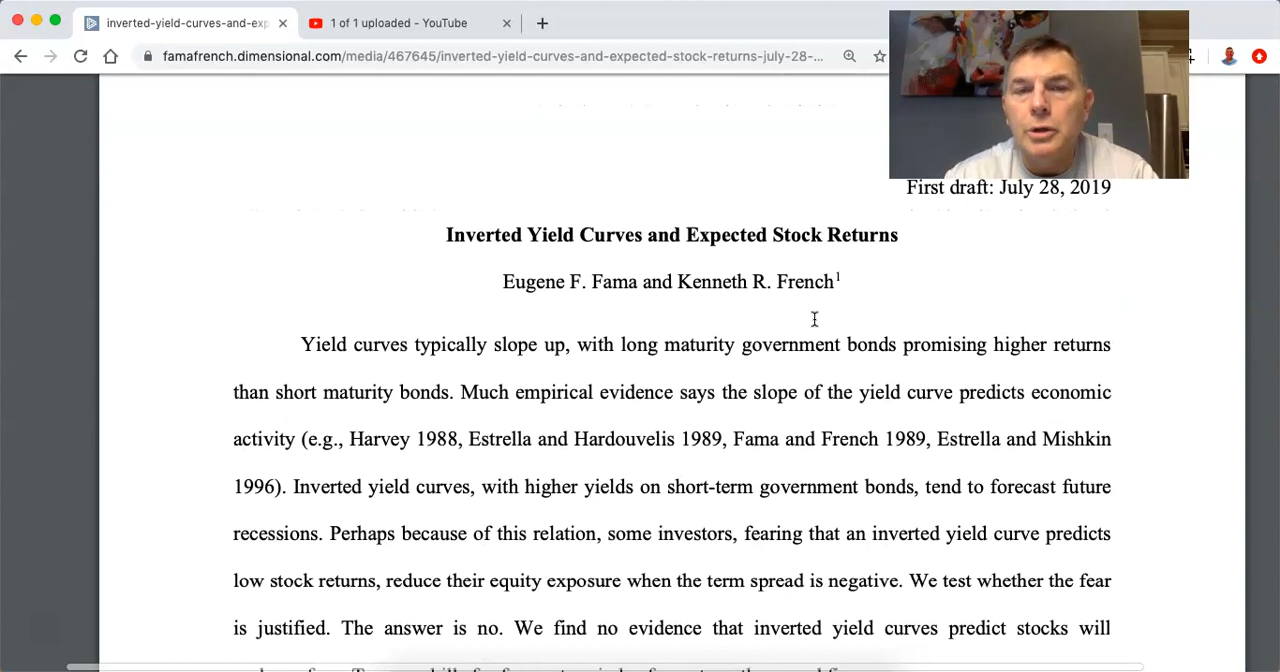 inverted-yield-curves-and-exp
1 of 1 uploaded - YouTube
famafrench.dimensional.com/media/467645/inverted-yield-curves-and-expected-stock-returns-july-28-...
First draft: July 28, 2019
Inverted Yield Curves and Expected Stock Returns
Eugene F. Fama and Kenneth R. French1
Yield curves typically slope up, with long maturity government bonds promising higher returns
than short maturity bonds. Much empirical evidence says the slope of the yield curve predicts economic
activity (e.g., Harvey 1988, Estrella and Hardouvelis 1989, Fama and French 1989, Estrella and Mishkin
1996). Inverted yield curves, with higher yields on short-term government bonds, tend to forecast future
recessions. Perhaps because of this relation, some investors, fearing that an inverted yield curve predicts
low stock returns, reduce their equity exposure when the term spread is negative. We test whether the fear
is justified. The answer is no. We find no evidence that inverted yield curves predict stocks will